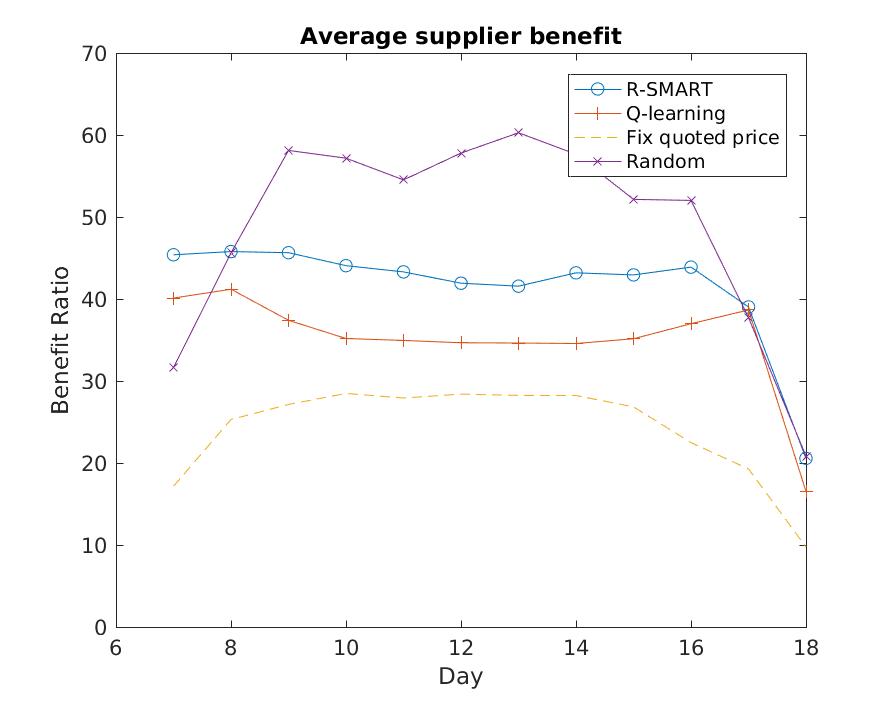 Average supplier benefit
70
60
50
40
30
20
10
0
Benefit Ratio
R-SMART
Q-learning
Fix quoted price
Random
6 8 10 12 14 16 18
Day